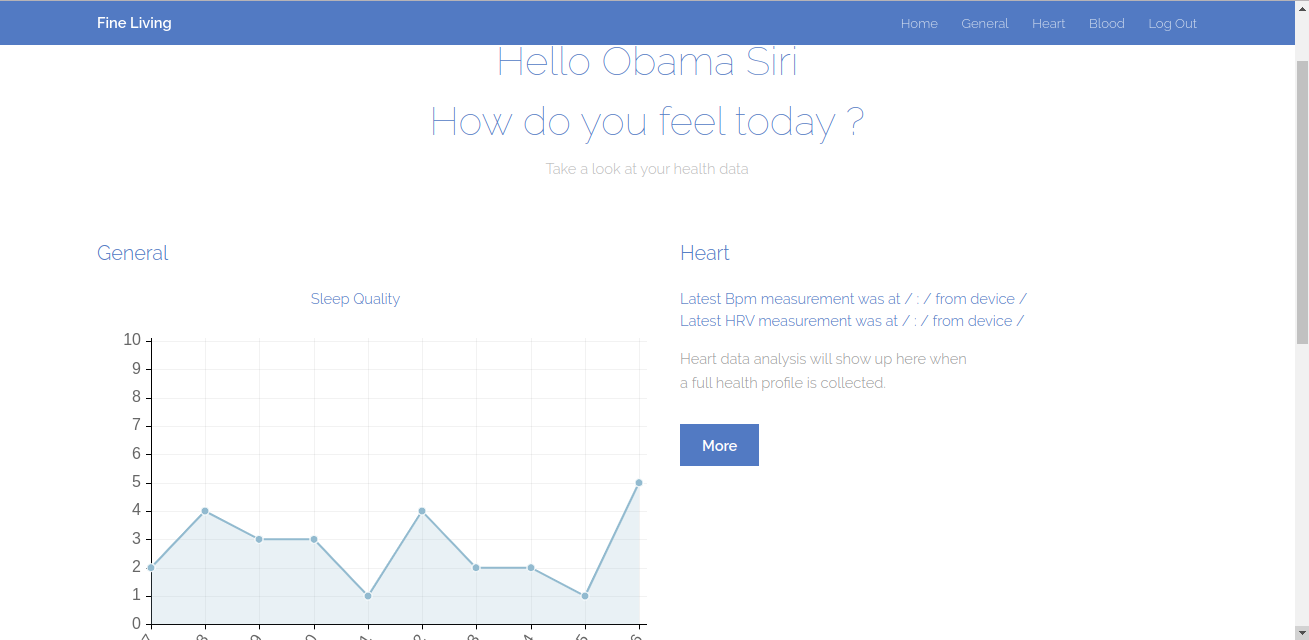 Fine Living
Home General Heart Blood Log Out
Hello Obama Siri
How do you feel today ?
Take a look at your health data
General
Sleep Quality
10
9
8
7
6
5
4
3
2
1
0
Heart
Latest Bpm measurement was at / : / from device /
Latest HRV measurement was at / : / from device /
Heart data analysis will show up here when
a full health profile is collected.
More